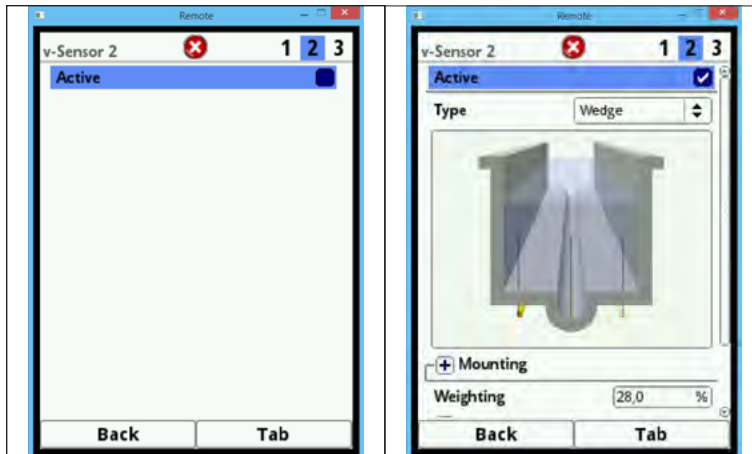 Remote
v-Sensor 2 1 2 3
Active
Back Tab
Remote
v-Sensor 2 1 2 3
Active
Type Wedge
Mounting
Weighting 28,0 %
Back Tab